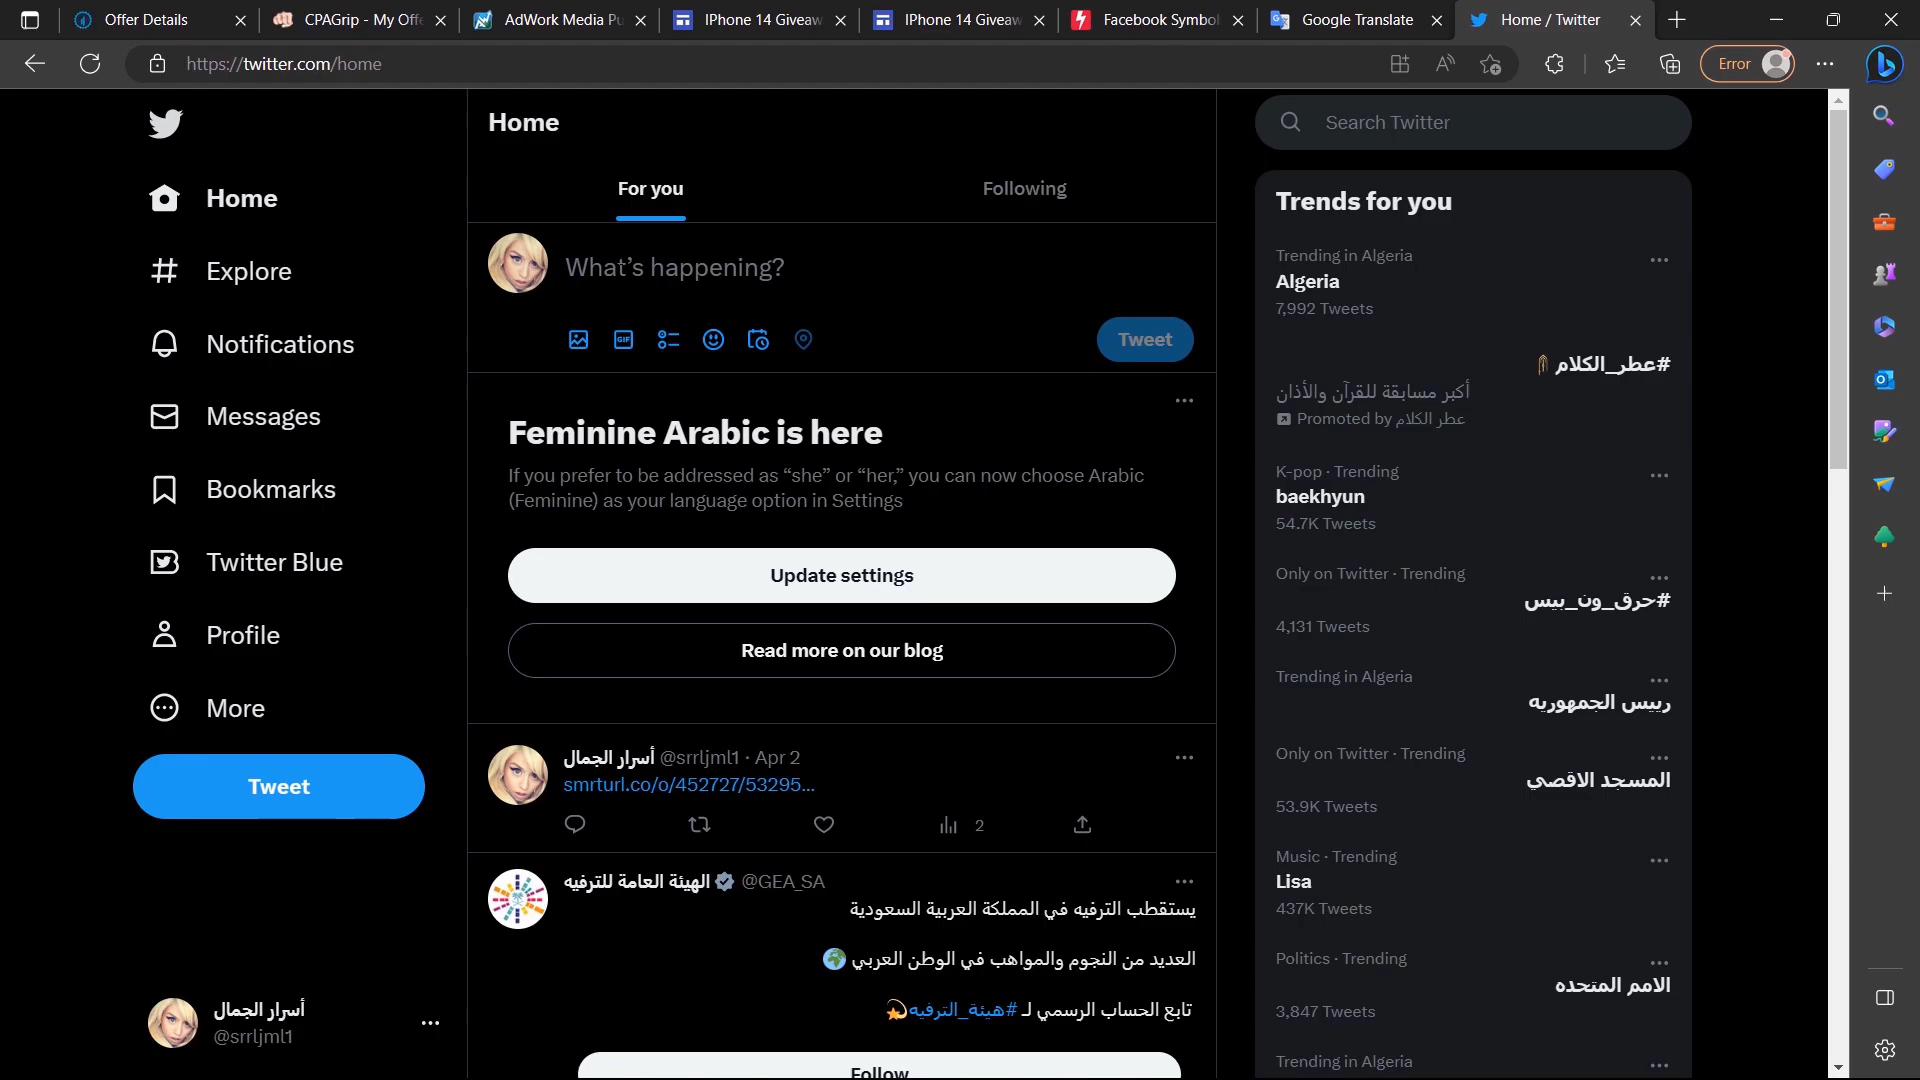 Offer Details
CPAGrip - My Offe
AdWork Media Pu
IPhone 14 Giveaw
IPhone 14 Giveaw
Facebook Symbol
Google Translate
Home / Twitter
https://twitter.com/home
Error
Home
Explore
Notifications
Messages
Bookmarks
Twitter Blue
Profile
More
Tweet
أسرار الجمال
@srrljml1
Home
For you
Following
What's happening?
GIF
Tweet
Feminine Arabic is here
If you prefer to be addressed as “she” or “her,” you can now choose Arabic
(Feminine) as your language option in Settings
Update settings
Read more on our blog
أسرار الجمال @srrljml1 · Apr 2
smrturl.co/o/452727/53295...
2
الهيئة العامة للترفيه @GEA_SA
يستقطب الترفيه في المملكة العربية السعودية
العديد من النجوم والمواهب في الوطن العربي 🌍
تابع الحساب الرسمي لـ #هيئة_الترفيه💫
Follow
Search Twitter
Trends for you
Trending in Algeria
Algeria
7,992 Tweets
#عطر_الكلام
أكبر مسابقة للقرآن والأذان
Promoted by عطر الكلام
K-pop · Trending
baekhyun
54.7K Tweets
Only on Twitter · Trending
#حرق_ون_بيس
4,131 Tweets
Trending in Algeria
رييس الجمهوريه
Only on Twitter · Trending
المسجد الاقصي
53.9K Tweets
Music · Trending
Lisa
437K Tweets
Politics · Trending
الامم المتحده
3,847 Tweets
Trending in Algeria